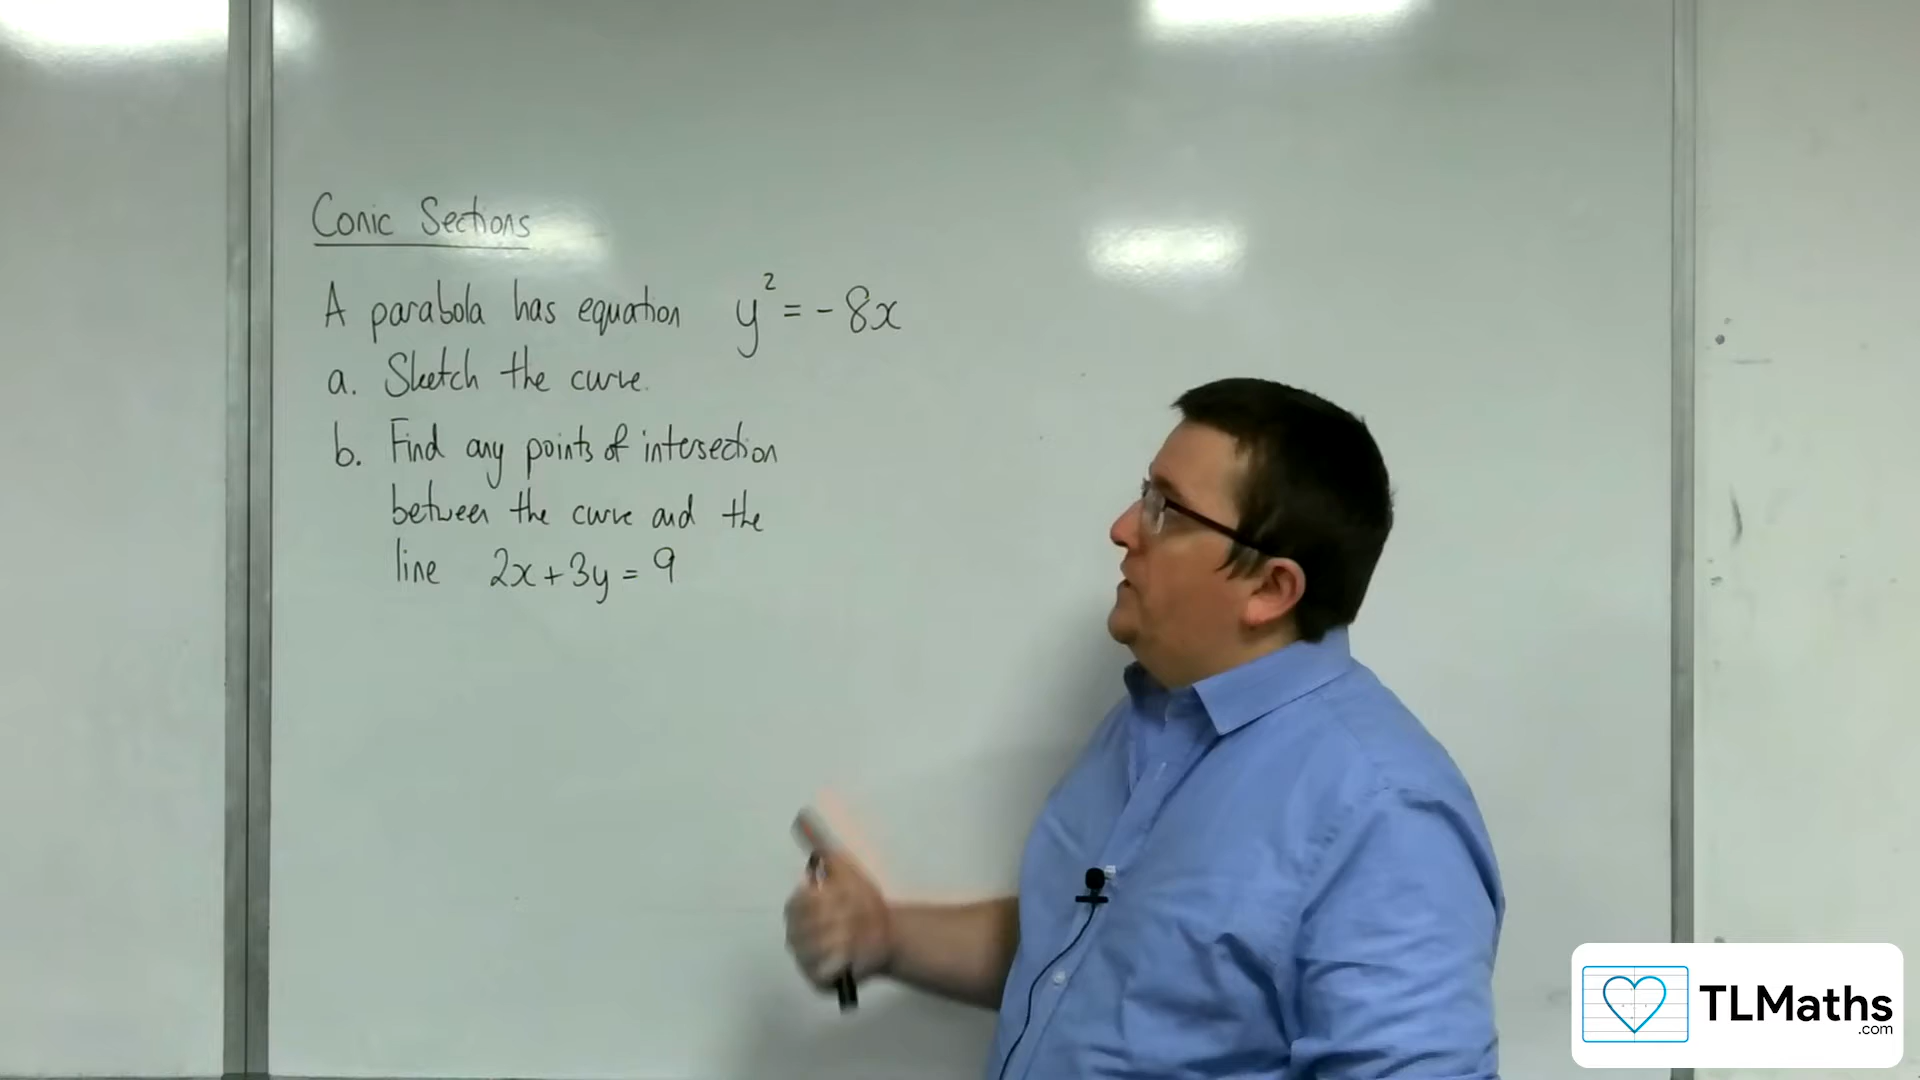 Conic Sections
A parabola has equation y² = -8x
a. Sketch the curve.
b. Find any points of intersection
between the curve and the
line 2x+3y = 9
TLMaths
.com